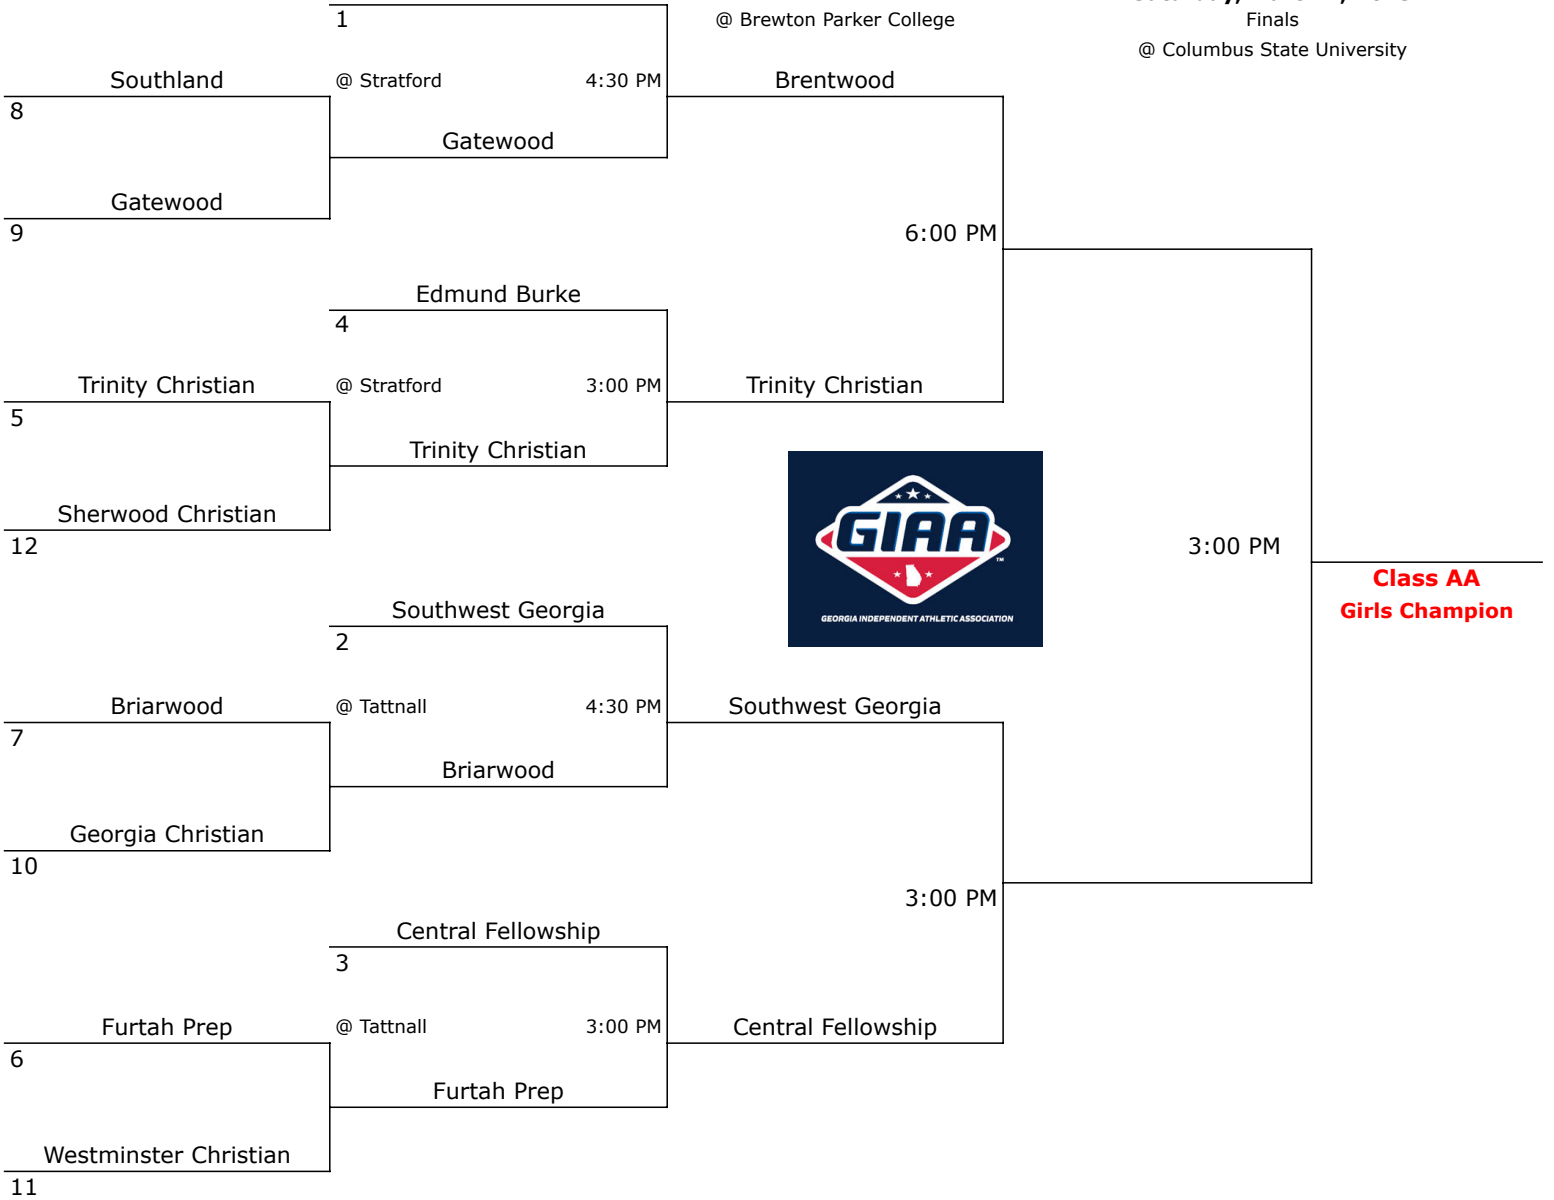 1
@ Brewton Parker College
Finals
@ Columbus State University
Southland
@ Stratford
4:30 PM
Brentwood
8
Gatewood
Gatewood
9
6:00 PM
Edmund Burke
4
Trinity Christian
@ Stratford
3:00 PM
Trinity Christian
5
Trinity Christian
Sherwood Christian
12
GIAA
TM
GEORGIA INDEPENDENT ATHLETIC ASSOCIATION
3:00 PM
Class AA
Girls Champion
Southwest Georgia
2
Briarwood
@ Tattnall
4:30 PM
Southwest Georgia
7
Briarwood
Georgia Christian
10
3:00 PM
Central Fellowship
3
Furtah Prep
@ Tattnall
3:00 PM
Central Fellowship
6
Furtah Prep
Westminster Christian
11